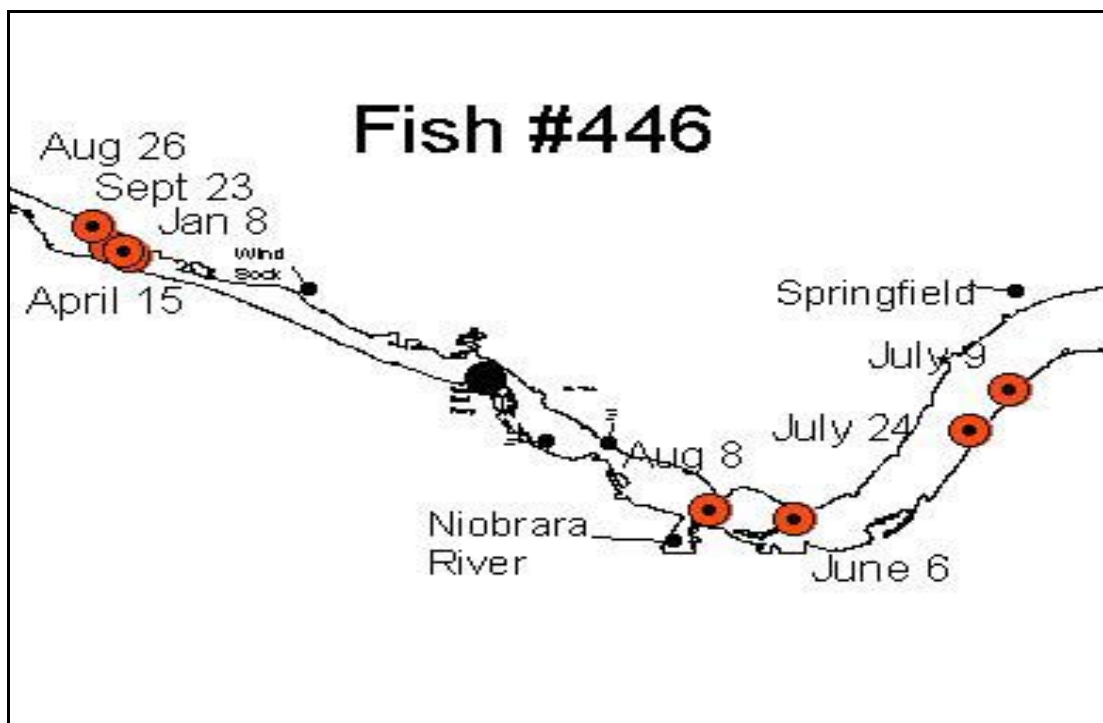 Fish #446
Aug 26
Sept 23
Jan 8
Wind
Sock
April 15
Springfield
July 9
July 24
Aug 8
Niobrara
River
June 6